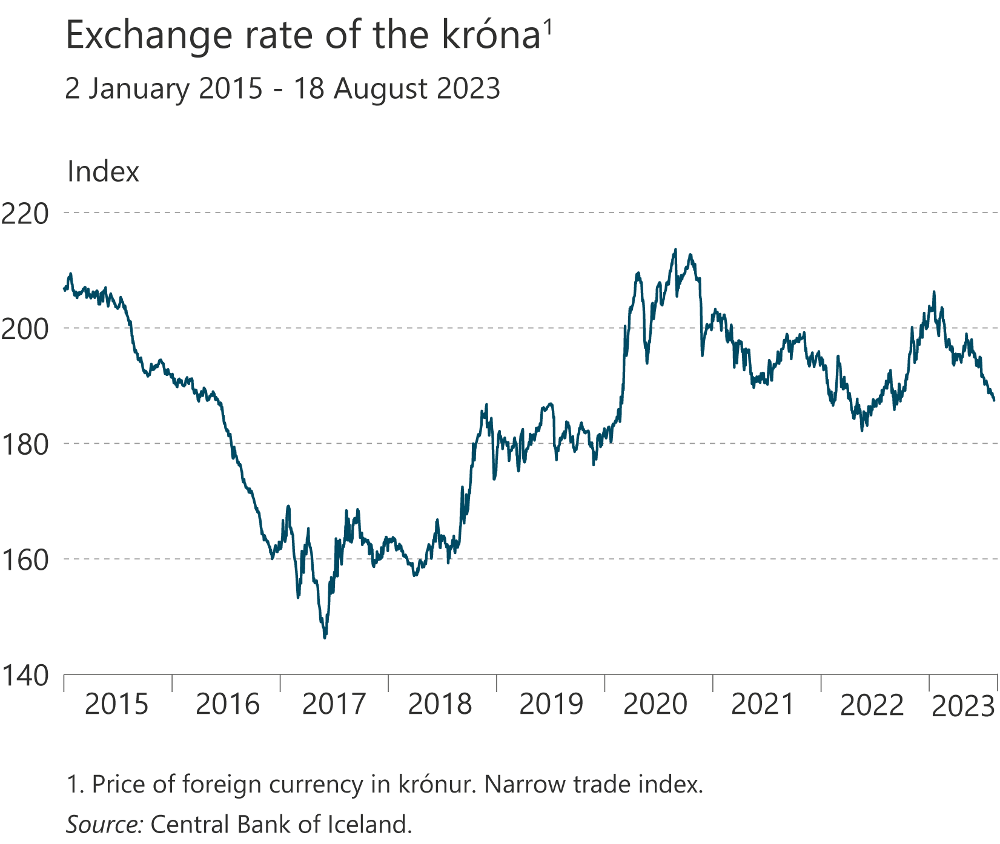 Exchange rate of the króna¹
2 January 2015 - 18 August 2023
Index
220
200
180
160
140
2015 2016 2017 2018 2019 2020 2021 2022 2023
1. Price of foreign currency in krónur. Narrow trade index.
Source: Central Bank of Iceland.